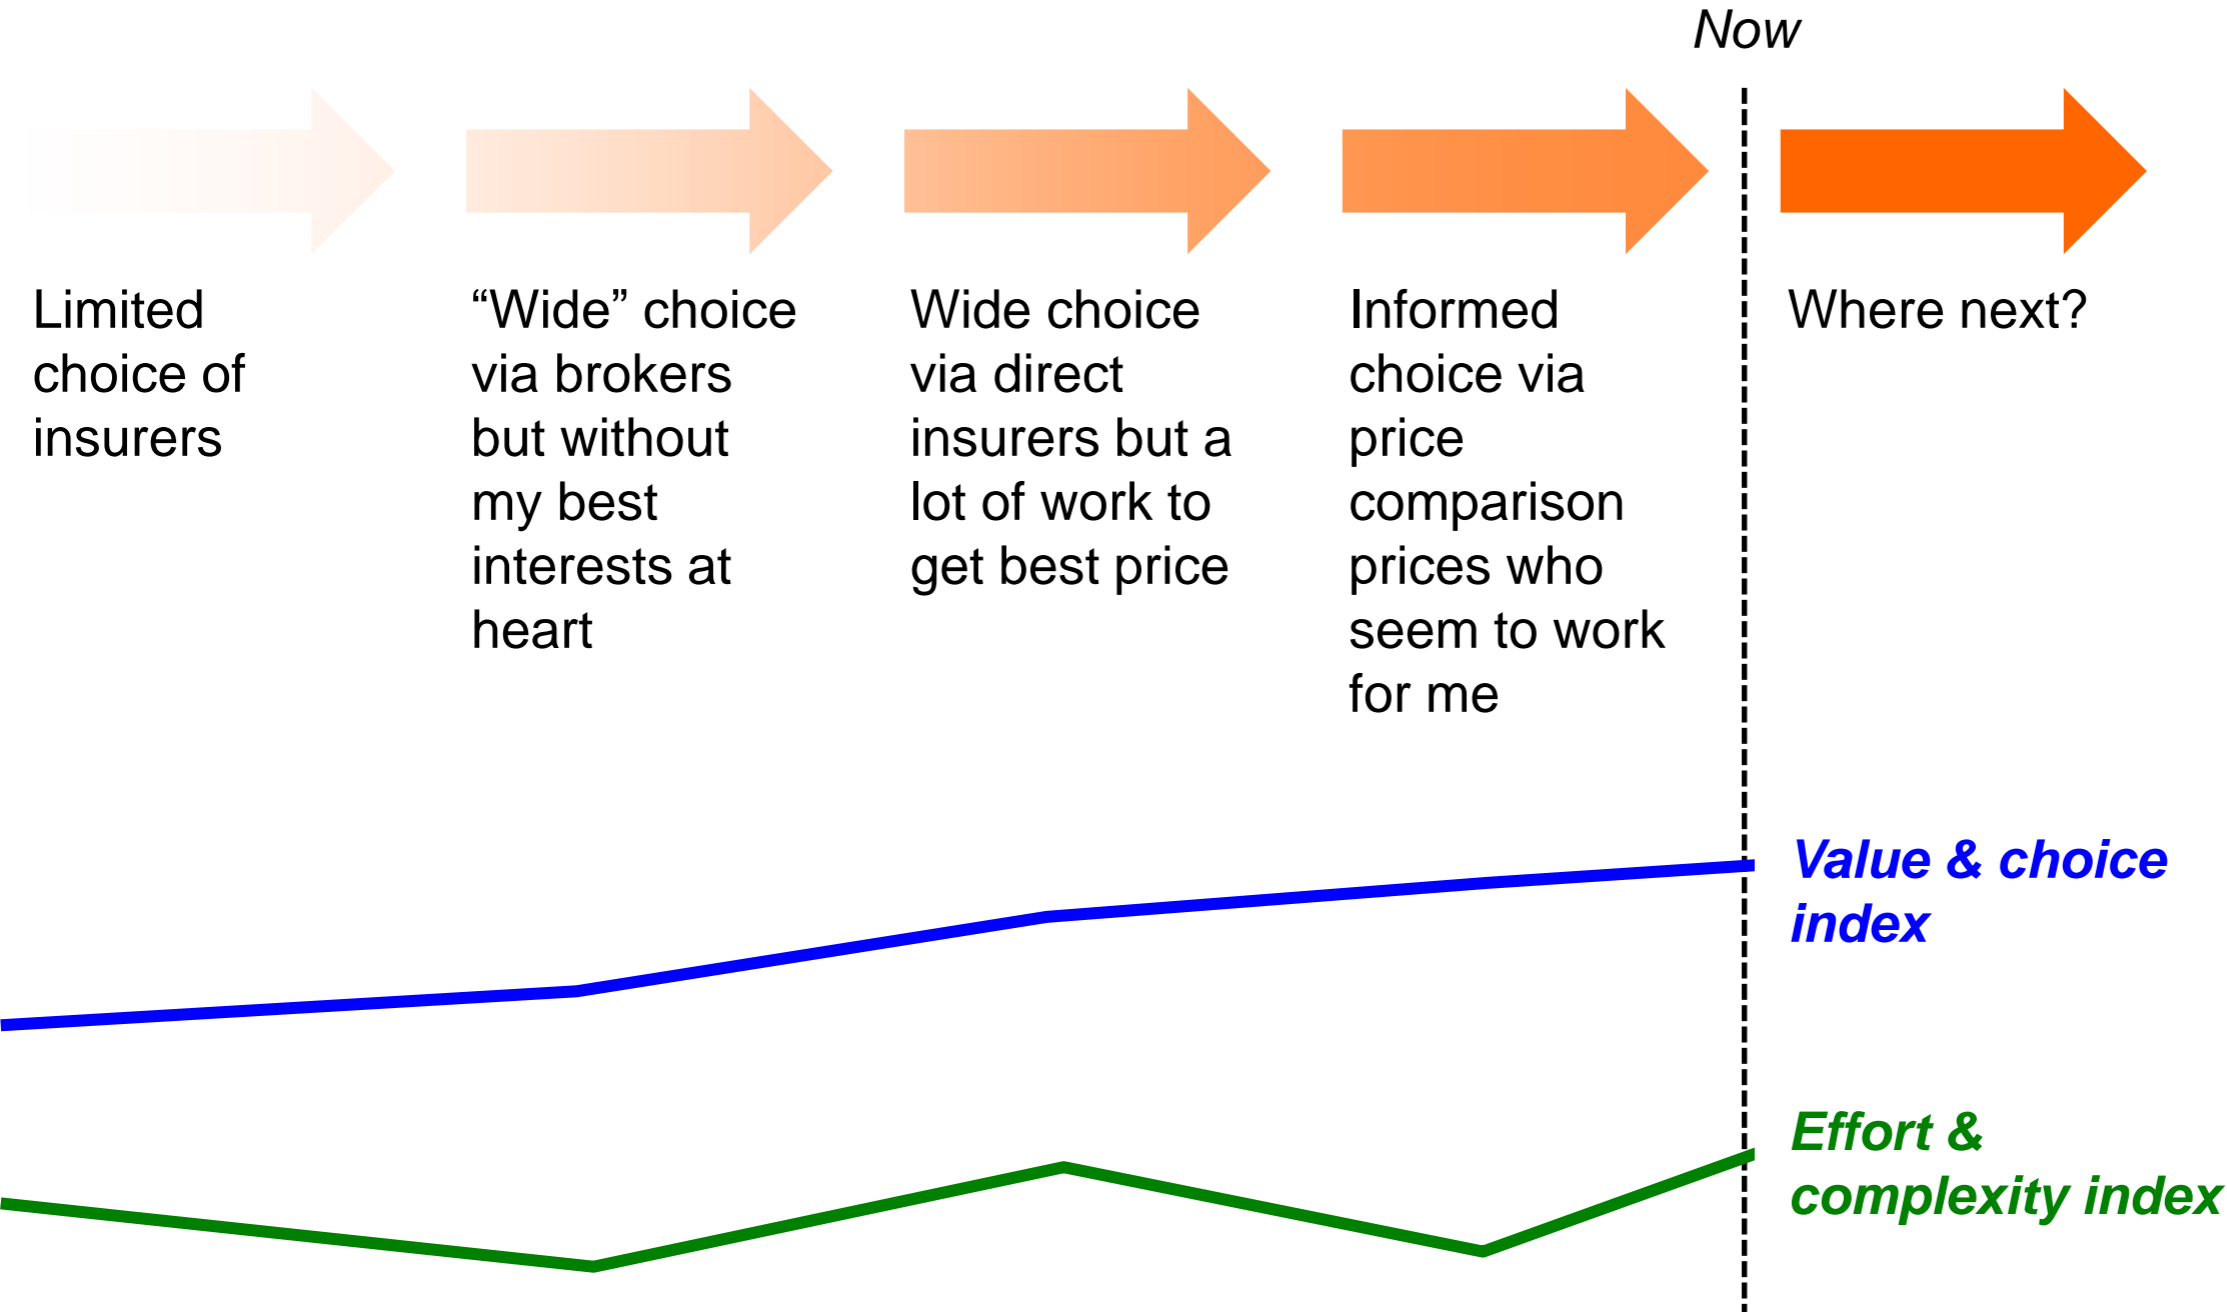 Now
Limited
choice of
insurers
“Wide” choice
via brokers
but without
my best
interests at
heart
Wide choice
via direct
insurers but a
lot of work to
get best price
Informed
choice via
price
comparison
prices who
seem to work
for me
Where next?
Value & choice
index
Effort &
complexity index